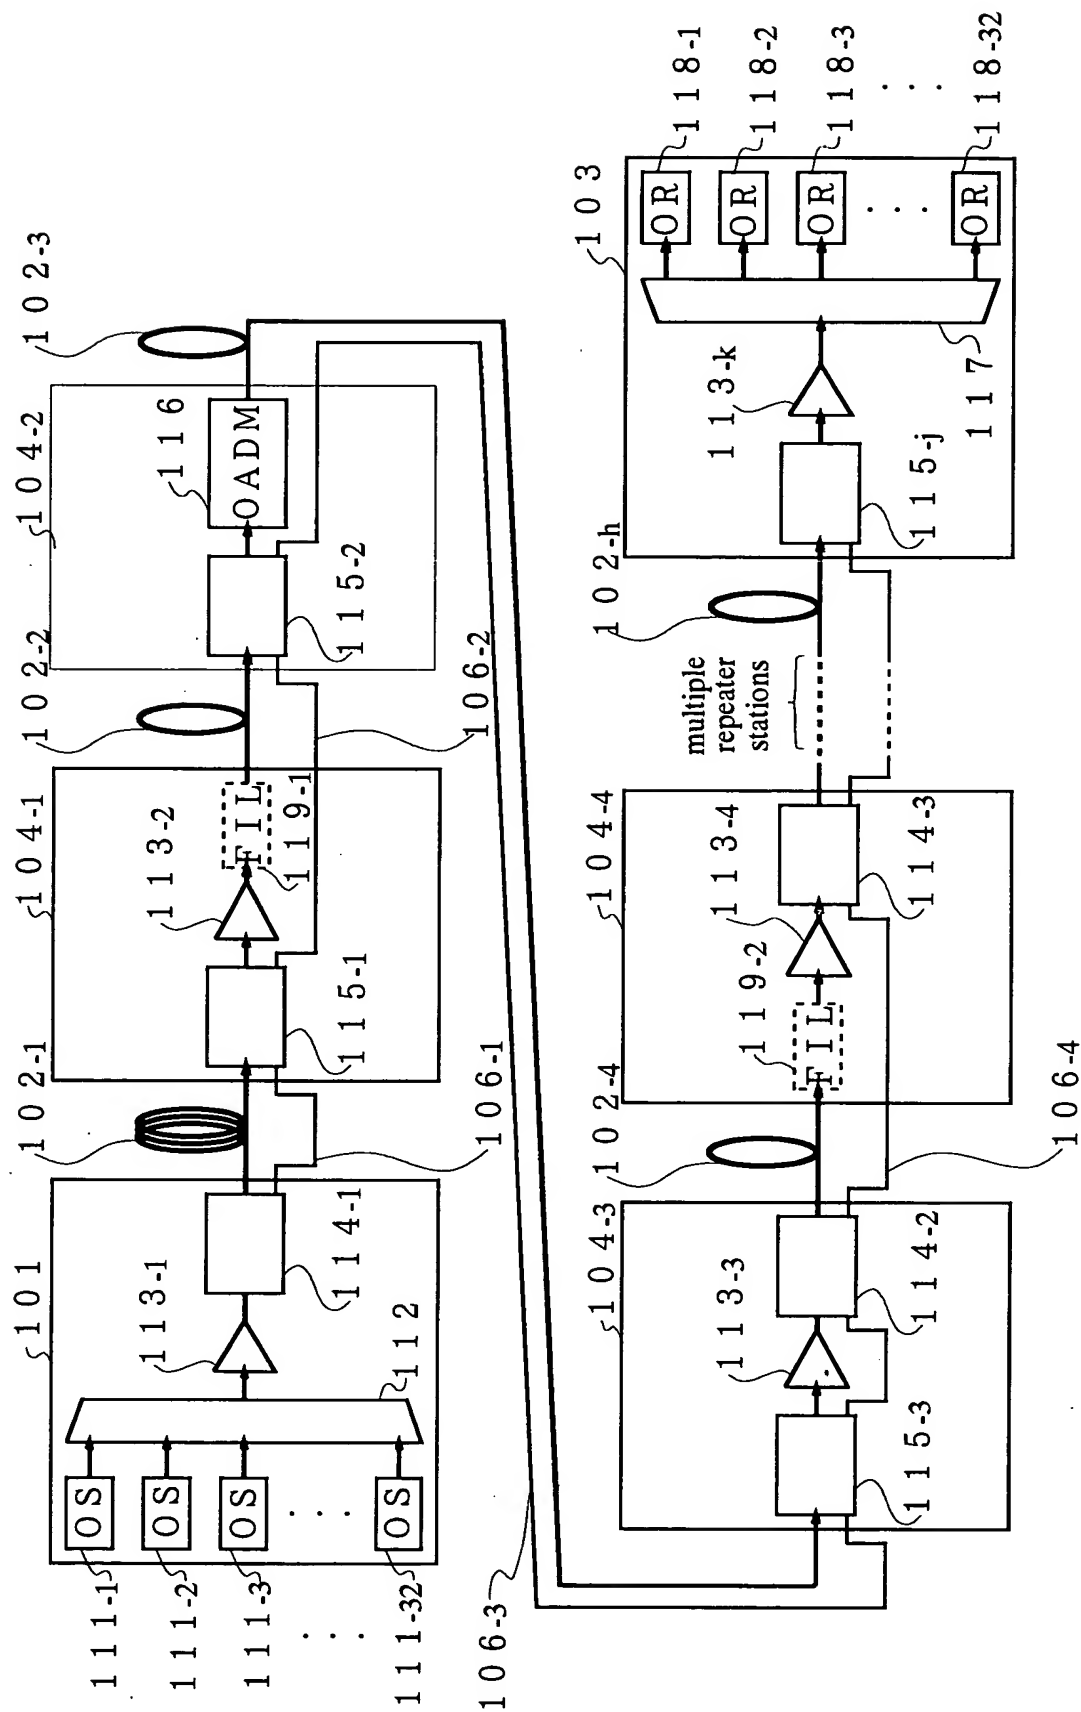 101
111-1
111-2
111-3
. . .
111-32
OS
OS
OS
. . .
OS
112
113-1
114-1
102-1
106-1
104-1
115-1
113-2
FIL
119-1
102-2
106-2
104-2
115-2
116
OADM
102-3
106-3
104-3
115-3
113-3
114-2
102-4
106-4
104-4
119-2
FIL
113-4
114-3
multiple
repeater
stations
102-h
103
115-j
113-k
117
OR
OR
OR
. . .
OR
118-1
118-2
118-3
. . .
118-32